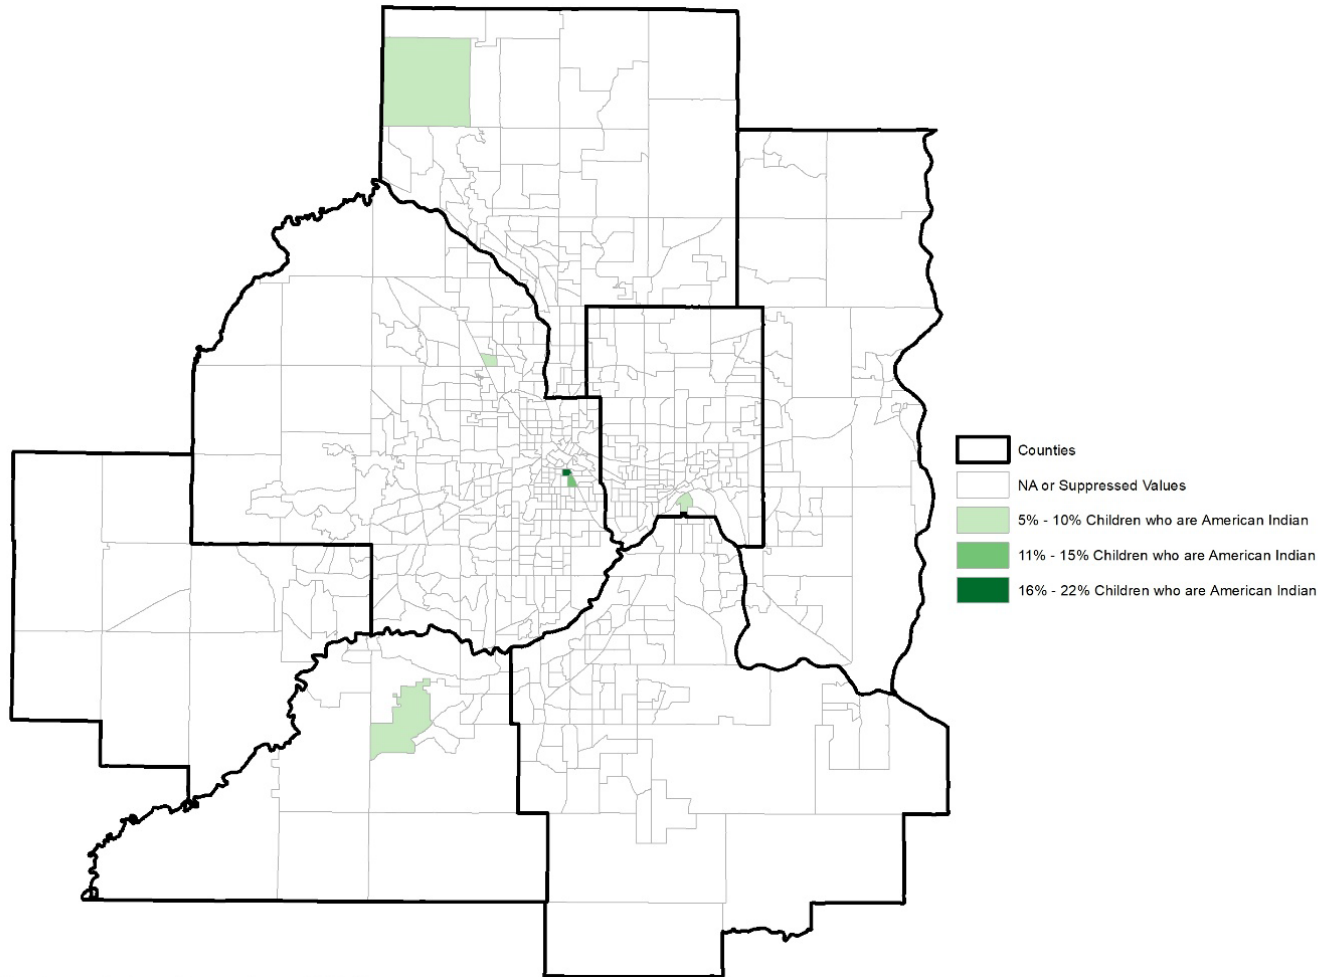 Counties
NA or Suppressed Values
5% - 10% Children who are American Indian
11% - 15% Children who are American Indian
16% - 22% Children who are American Indian